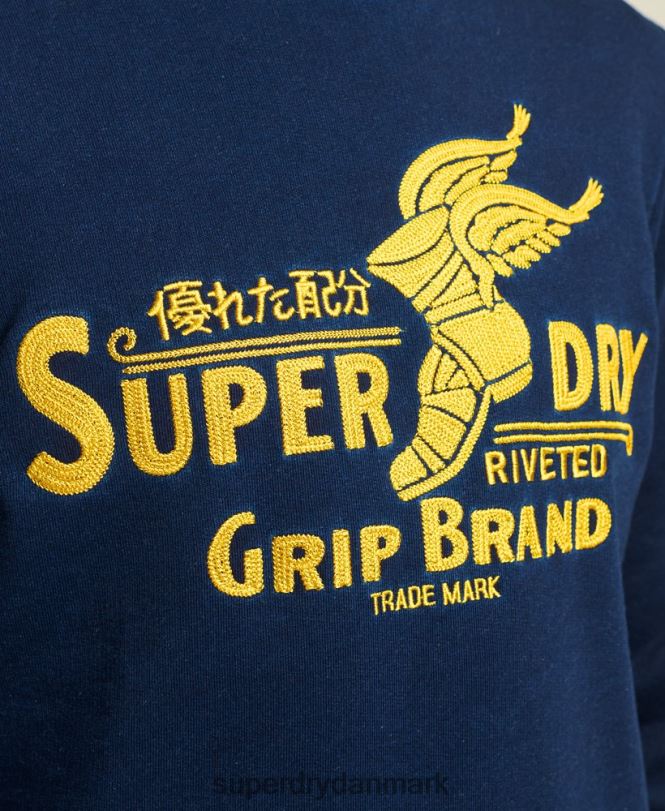 優れた配分
SUPER DRY
RIVETED
GRIP BRAND
TRADE MARK
superdrydanmark